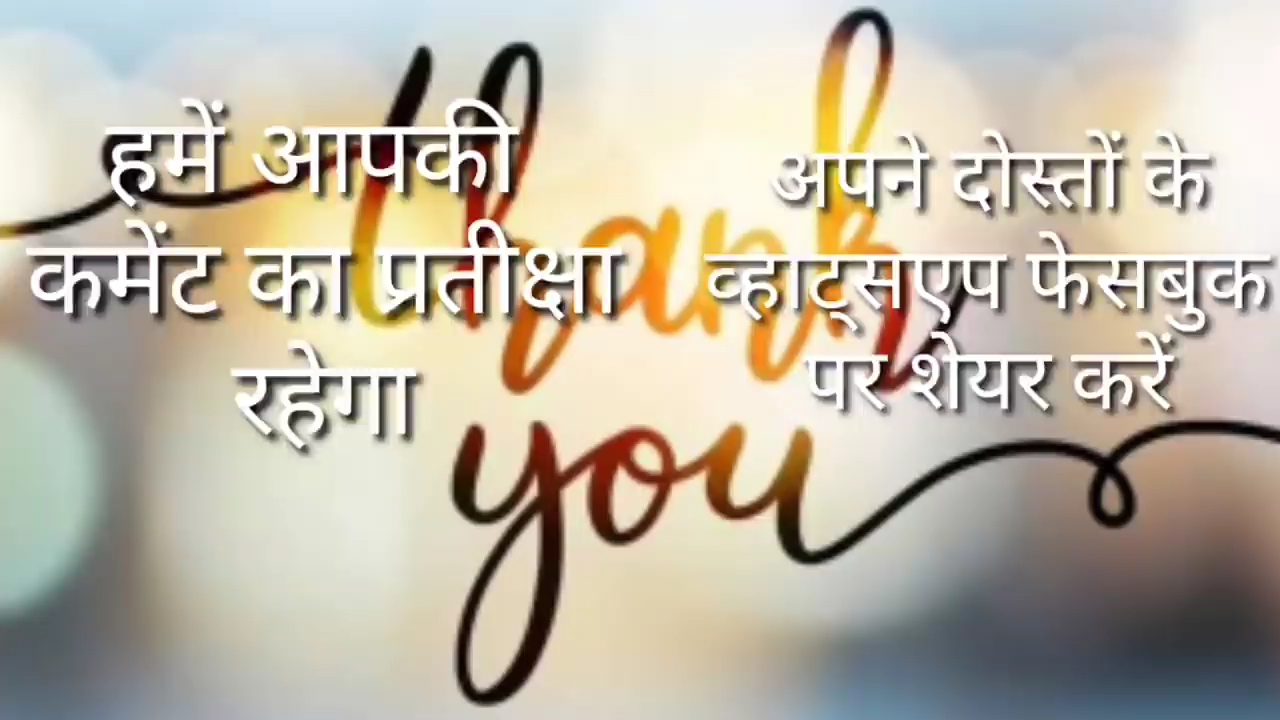 हमें आपकी
कमेंट का प्रतीक्षा
रहेगा
अपने दोस्तों के
व्हाट्सएप फेसबुक
पर शेयर करें
thank
you